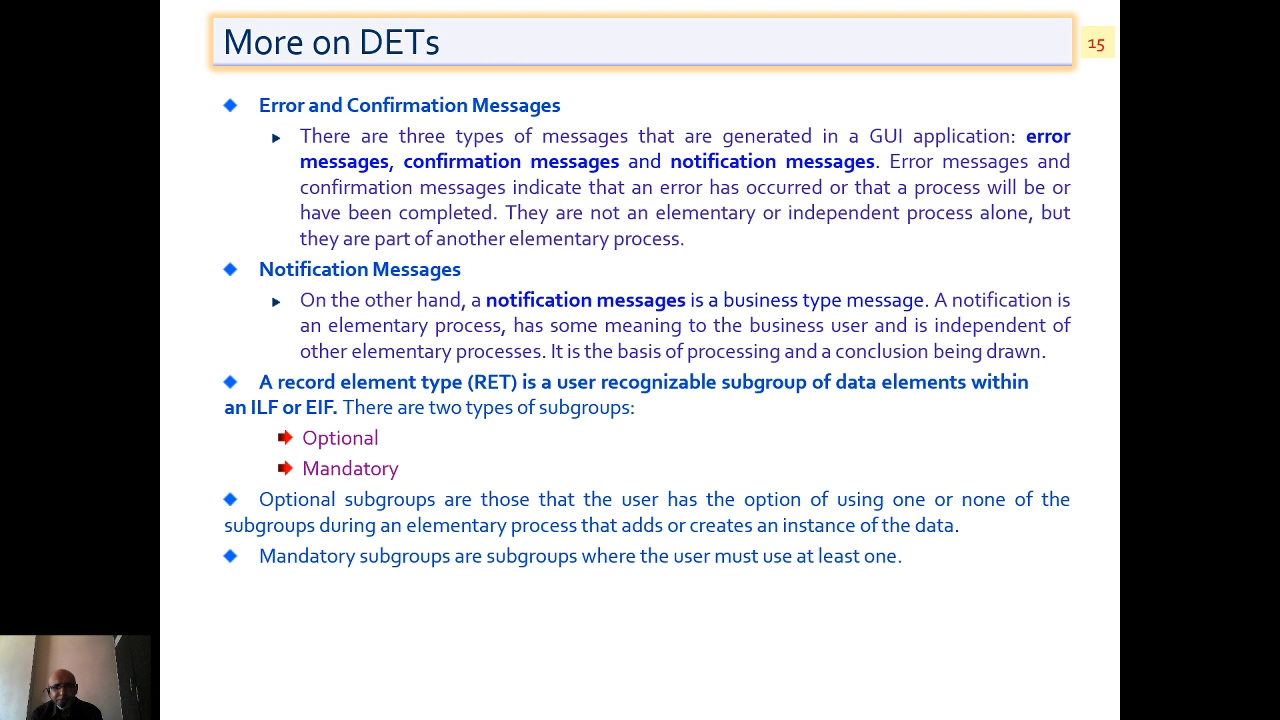 More on DETs
15
Error and Confirmation Messages
There are three types of messages that are generated in a GUI application: error
messages, confirmation messages and notification messages. Error messages and
confirmation messages indicate that an error has occurred or that a process will be or
have been completed. They are not an elementary or independent process alone, but
they are part of another elementary process.
Notification Messages
On the other hand, a notification messages is a business type message. A notification is
an elementary process, has some meaning to the business user and is independent of
other elementary processes. It is the basis of processing and a conclusion being drawn.
A record element type (RET) is a user recognizable subgroup of data elements within
an ILF or EIF. There are two types of subgroups:
Optional
Mandatory
Optional subgroups are those that the user has the option of using one or none of the
subgroups during an elementary process that adds or creates an instance of the data.
Mandatory subgroups are subgroups where the user must use at least one.